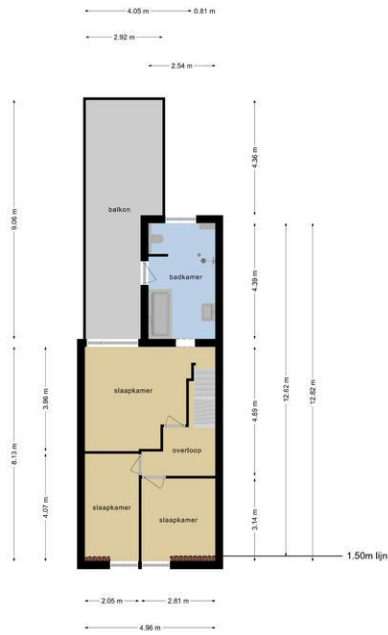 4.05 m
0.81 m
2.92 m
2.54 m
9.06 m
4.36 m
balkon
badkamer
4.39 m
12.62 m
12.82 m
8.13 m
3.96 m
slaapkamer
4.89 m
overloop
4.07 m
slaapkamer
slaapkamer
3.14 m
1.50m lijn
2.05 m
2.81 m
4.96 m